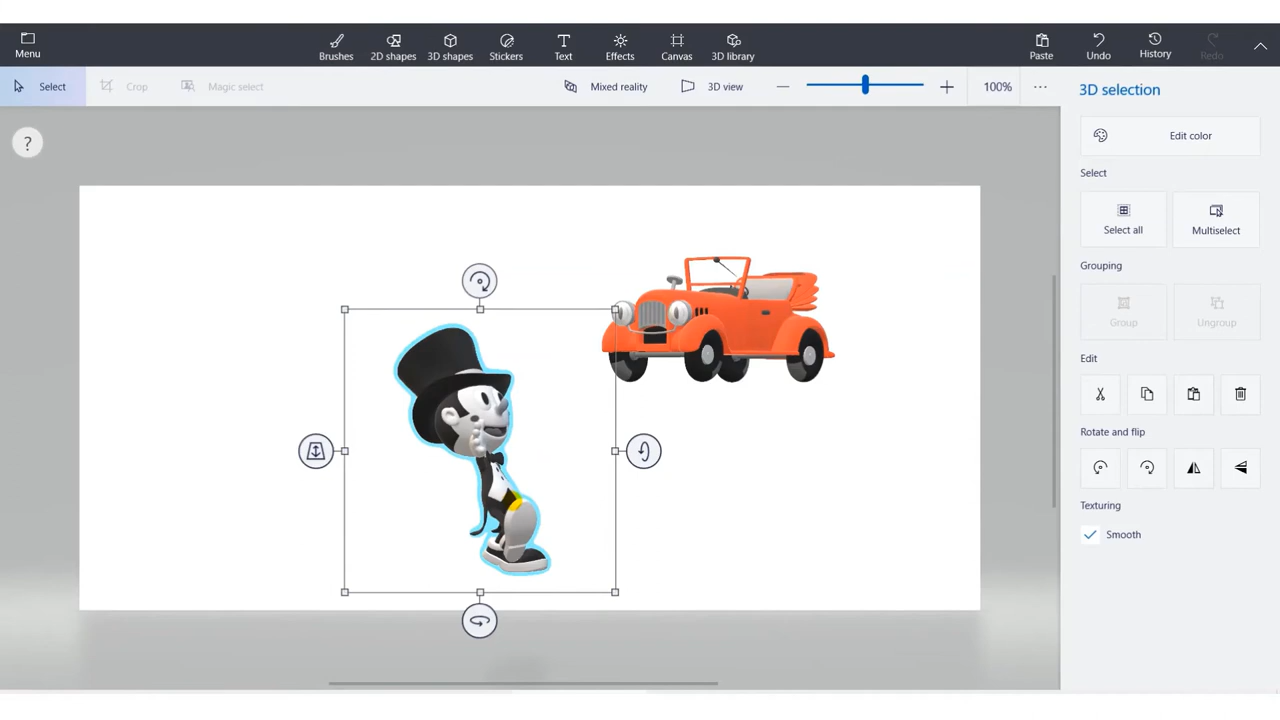 Menu
Brushes 2D shapes 3D shapes Stickers Text Effects Canvas 3D library Paste Undo History Redo
Select Crop Magic select Mixed reality 3D view 100%
?
3D selection
Edit color
Select
Select all Multiselect
Grouping
Group Ungroup
Edit
Rotate and flip
Texturing
Smooth